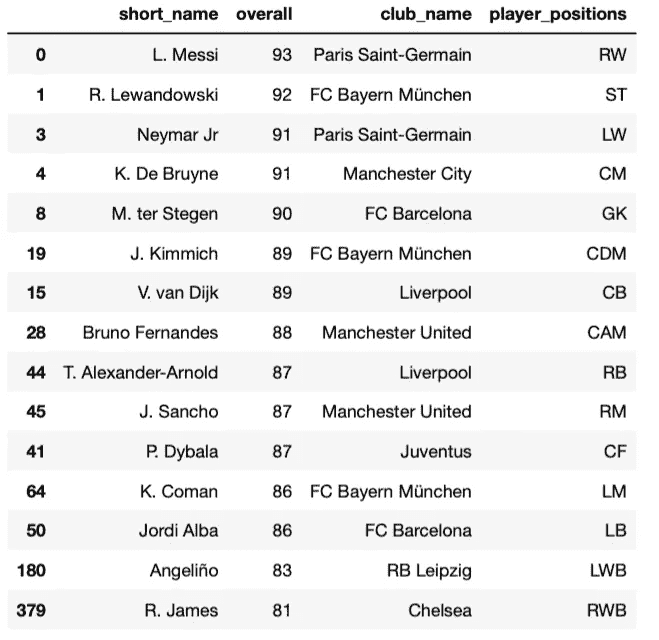 short_name overall club_name player_positions
0 L. Messi 93 Paris Saint-Germain RW
1 R. Lewandowski 92 FC Bayern München ST
3 Neymar Jr 91 Paris Saint-Germain LW
4 K. De Bruyne 91 Manchester City CM
8 M. ter Stegen 90 FC Barcelona GK
19 J. Kimmich 89 FC Bayern München CDM
15 V. van Dijk 89 Liverpool CB
28 Bruno Fernandes 88 Manchester United CAM
44 T. Alexander-Arnold 87 Liverpool RB
45 J. Sancho 87 Manchester United RM
41 P. Dybala 87 Juventus CF
64 K. Coman 86 FC Bayern München LM
50 Jordi Alba 86 FC Barcelona LB
180 Angeliño 83 RB Leipzig LWB
379 R. James 81 Chelsea RWB